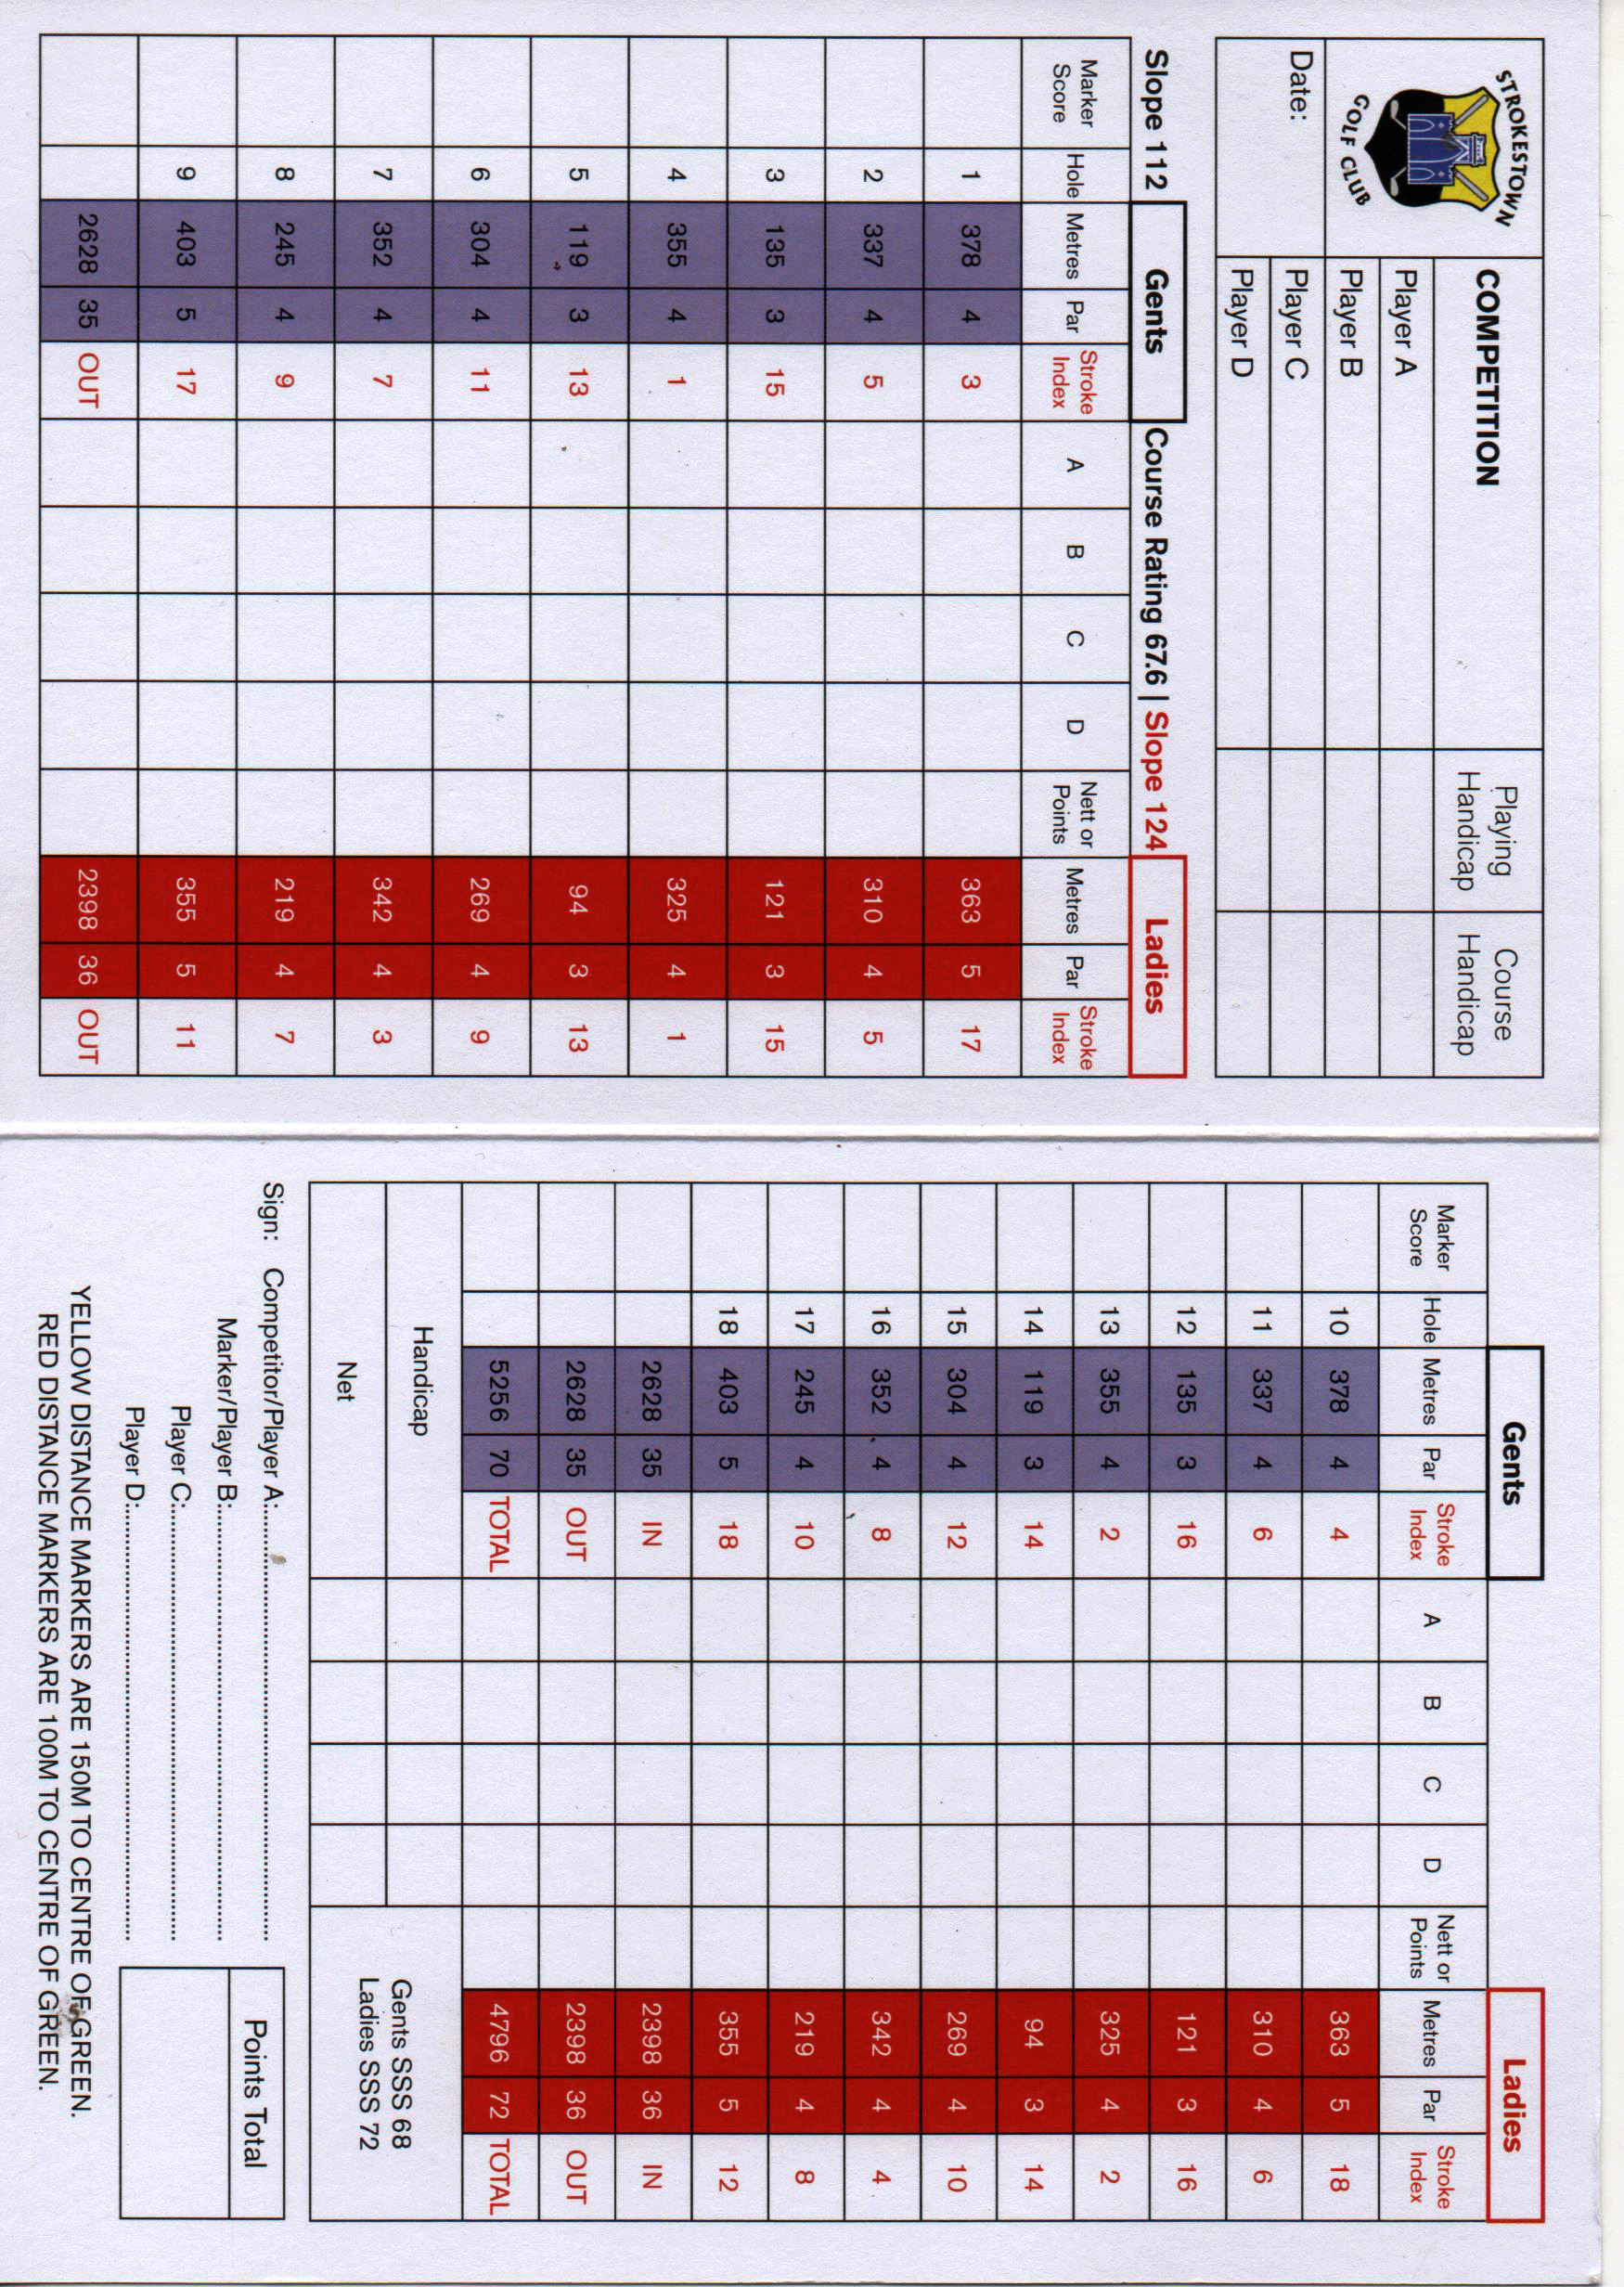 STROKESTOWN
GOLF CLUB
Date:
COMPETITION Playing Handicap Course Handicap
Player A
Player B
Player C
Player D
Slope 112 Gents Course Rating 67.6 | Slope 124 Ladies
Marker Score Hole Metres Par Stroke Index A B C D Nett or Points Metres Par Stroke Index
1 378 4 3 363 5 17
2 337 4 5 310 4 5
3 135 3 15 121 3 15
4 355 4 1 325 4 1
5 119 3 13 94 3 13
6 304 4 11 269 4 9
7 352 4 7 342 4 3
8 245 4 9 219 4 7
9 403 5 17 355 5 11
2628 35 OUT 2398 36 OUT
Gents Ladies
Marker Score Hole Metres Par Stroke Index A B C D Nett or Points Metres Par Stroke Index
10 378 4 4 363 5 18
11 337 4 6 310 4 6
12 135 3 16 121 3 16
13 355 4 2 325 4 2
14 119 3 14 94 3 14
15 304 4 12 269 4 10
16 352 4 8 342 4 4
17 245 4 10 219 4 8
18 403 5 18 355 5 12
2628 35 IN 2398 36 IN
2628 35 OUT 2398 36 OUT
5256 70 TOTAL 4796 72 TOTAL
Handicap Gents SSS 68
Net Ladies SSS 72
Sign: Competitor/Player A:
Marker/Player B:
Player C:
Player D:
Points Total
YELLOW DISTANCE MARKERS ARE 150M TO CENTRE OF GREEN.
RED DISTANCE MARKERS ARE 100M TO CENTRE OF GREEN.